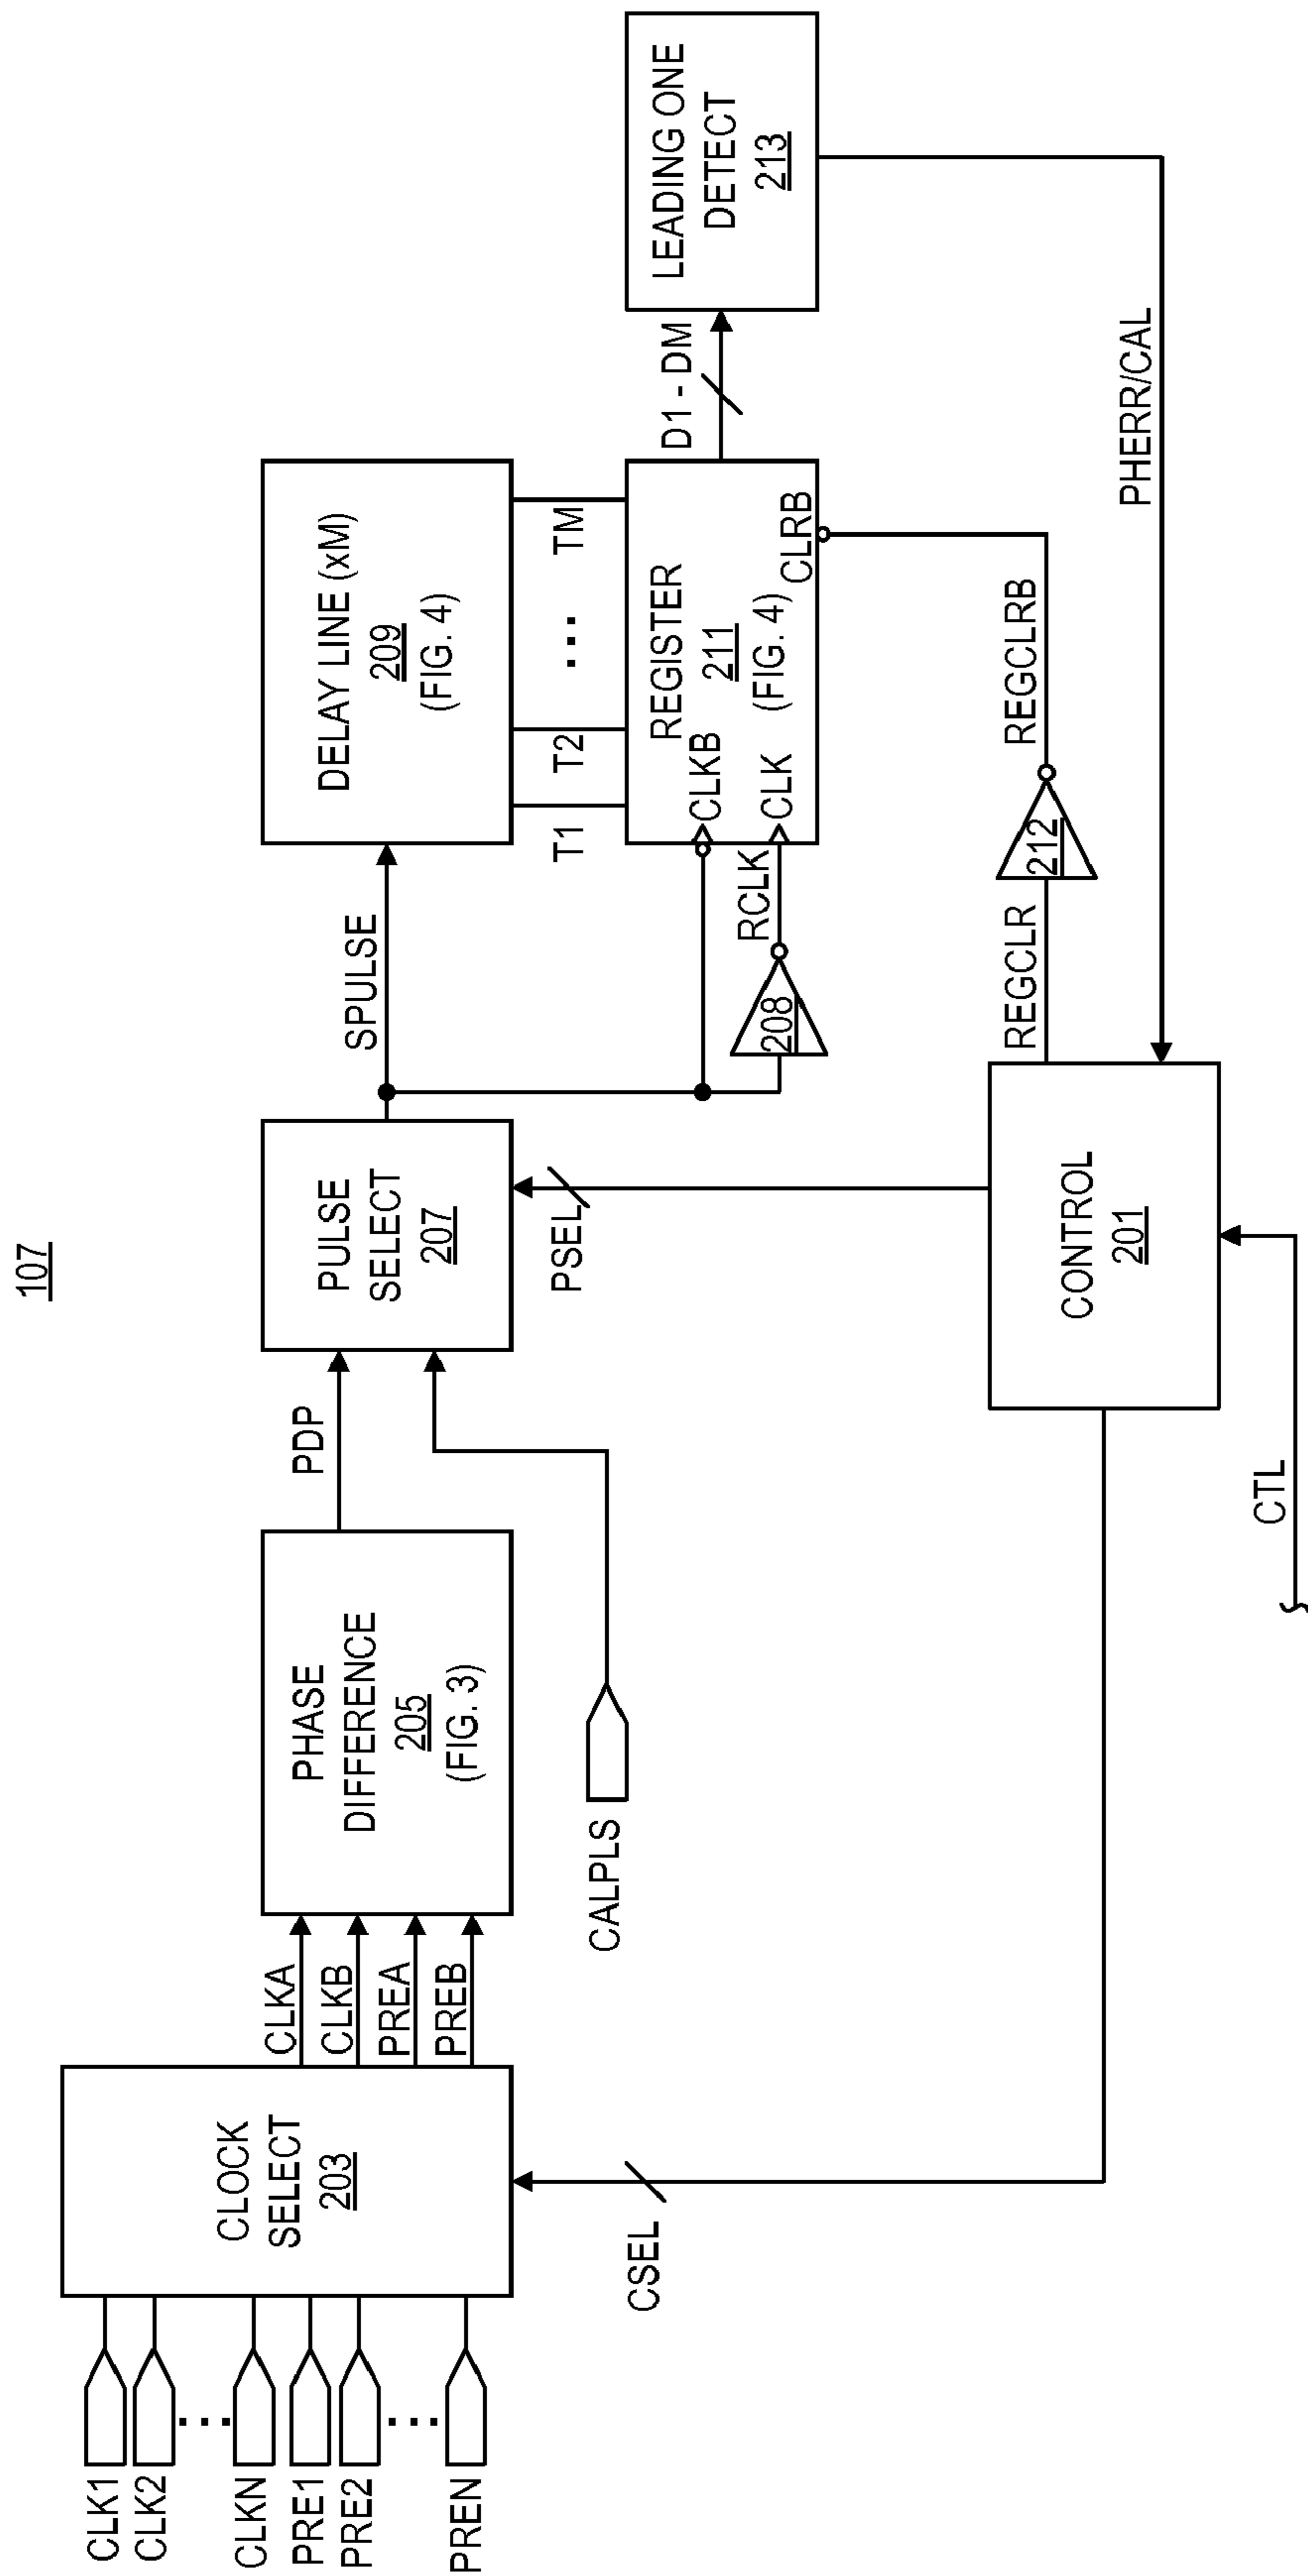 107
CLK1
CLK2
CLKN
PRE1
PRE2
PREN
CLOCK
SELECT
203
CSEL
CLKA
CLKB
PREA
PREB
PHASE
DIFFERENCE
205
(FIG. 3)
CALPLS
PDP
PULSE
SELECT
207
PSEL
SPULSE
DELAY LINE (xM)
209
(FIG. 4)
T1
T2
TM
REGISTER
211
(FIG. 4)
CLKB
CLK
CLRB
RCLK
208
D1 - DM
LEADING ONE
DETECT
213
CONTROL
201
CTL
REGCLR
212
REGCLRB
PHERR/CAL